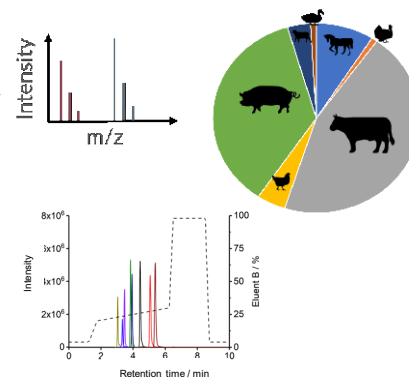 Intensity
m/z
8x10⁶
6x10⁶
4x10⁶
2x10⁶
0
Intensity
0 2 4 6 8 10
Retention time / min
100
75
50
25
0
Eluent B / %